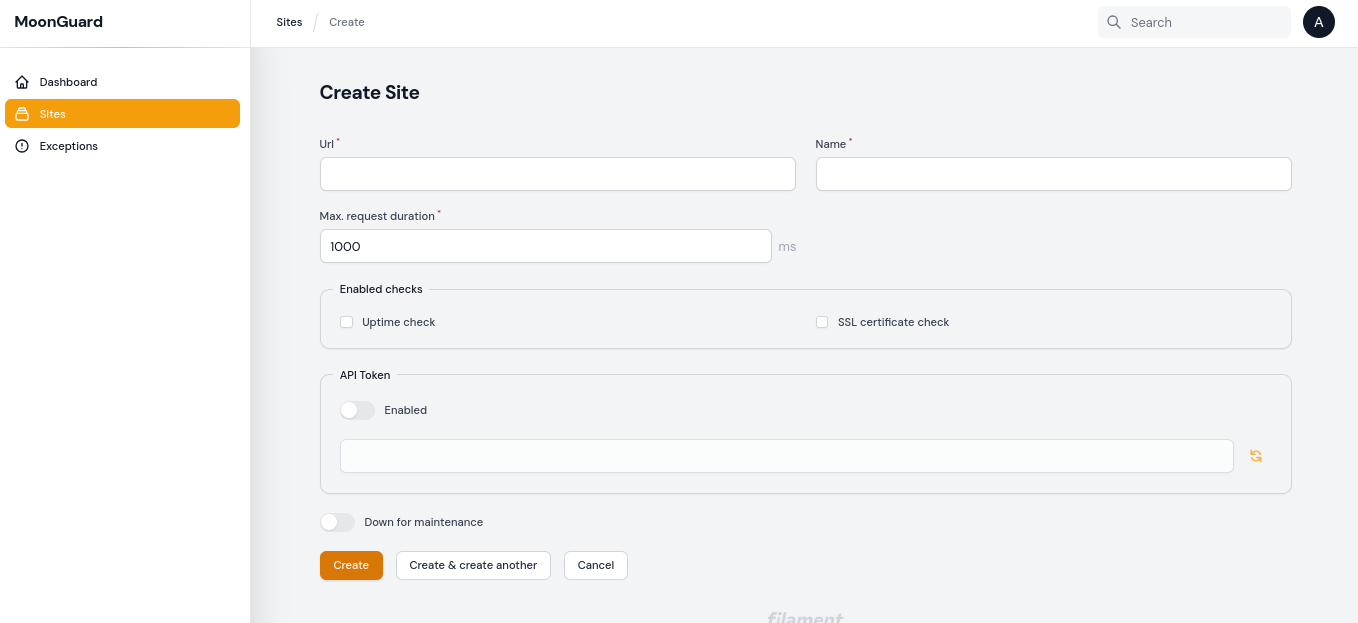 MoonGuard
Sites / Create
Search
A
Dashboard
Sites
Exceptions
Create Site
Url *
Name *
Max. request duration *
1000 ms
Enabled checks
Uptime check
SSL certificate check
API Token
Enabled
Down for maintenance
Create
Create & create another
Cancel
filament